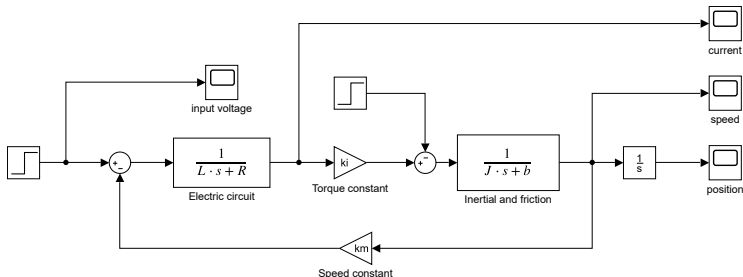 current
input voltage
speed
+
−
1
L · s + R
Electric circuit
ki
Torque constant
−
+
1
J · s + b
Inertial and friction
1
s
position
km
Speed constant